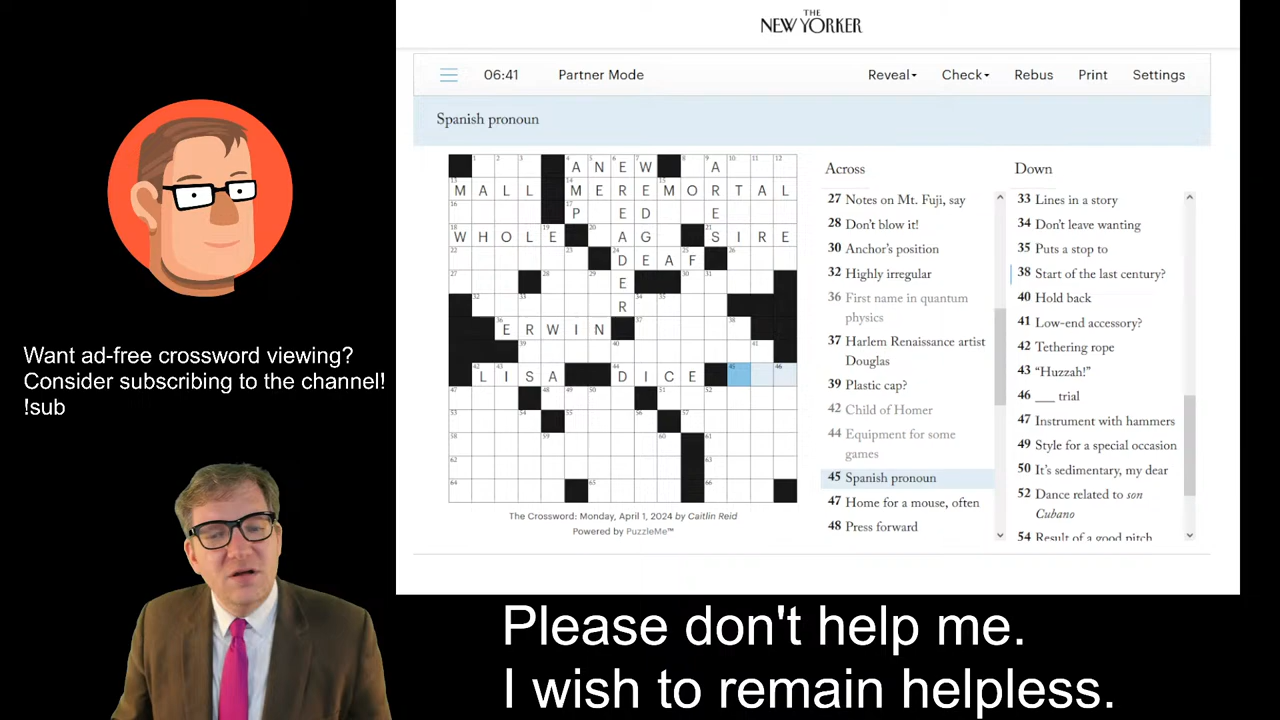 THE
NEW YORKER
06:41
Partner Mode
Reveal
Check
Rebus
Print
Settings
Spanish pronoun
A N E W A
M A L L M E R E M O R T A L
P E D E
W H O L E A G S I R E
D E A F
E
R
E R W I N
L I S A D I C E
The Crossword: Monday, April 1, 2024 by Caitlin Reid
Powered by PuzzleMe™
Across
27 Notes on Mt. Fuji, say
28 Don't blow it!
30 Anchor's position
32 Highly irregular
36 First name in quantum
physics
37 Harlem Renaissance artist
Douglas
39 Plastic cap?
42 Child of Homer
44 Equipment for some
games
45 Spanish pronoun
47 Home for a mouse, often
48 Press forward
Down
33 Lines in a story
34 Don't leave wanting
35 Puts a stop to
38 Start of the last century?
40 Hold back
41 Low-end accessory?
42 Tethering rope
43 “Huzzah!”
46 ___ trial
47 Instrument with hammers
49 Style for a special occasion
50 It's sedimentary, my dear
52 Dance related to son
Cubano
54 Result of a good pitch
Want ad-free crossword viewing?
Consider subscribing to the channel!
!sub
Please don't help me.
I wish to remain helpless.